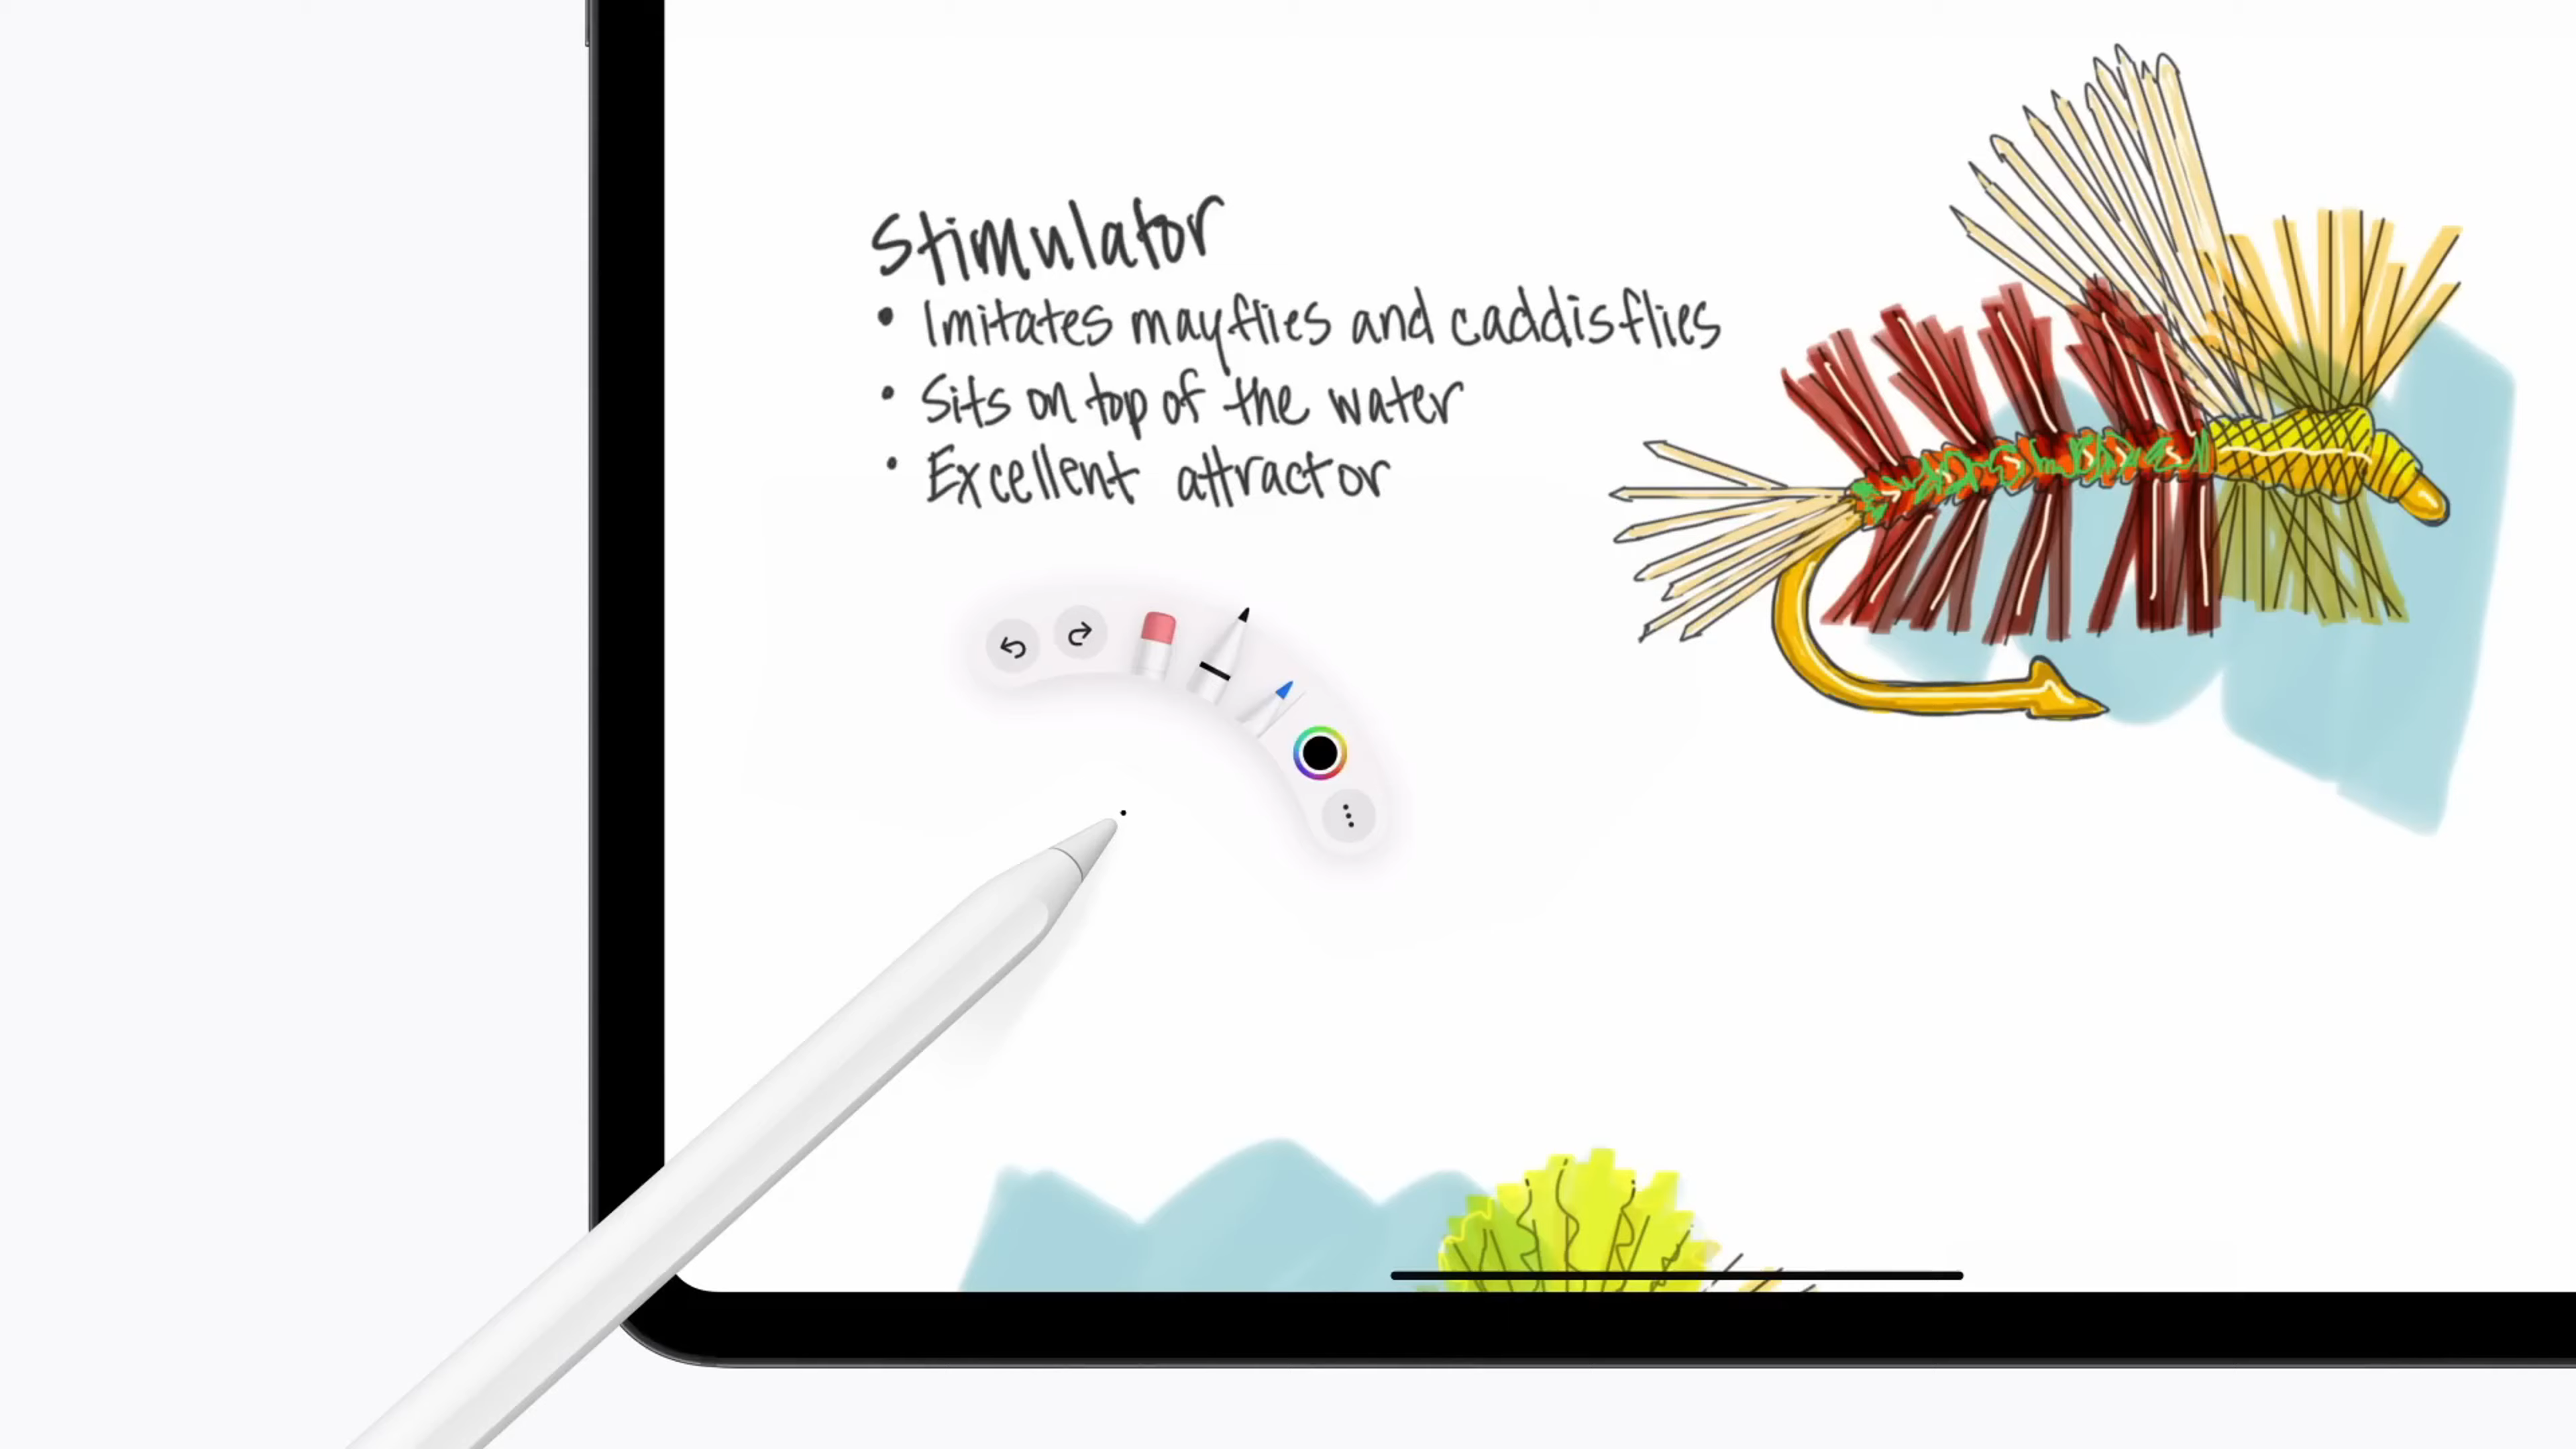 Stimulator
• Imitates mayflies and caddisflies
• Sits on top of the water
• Excellent attractor